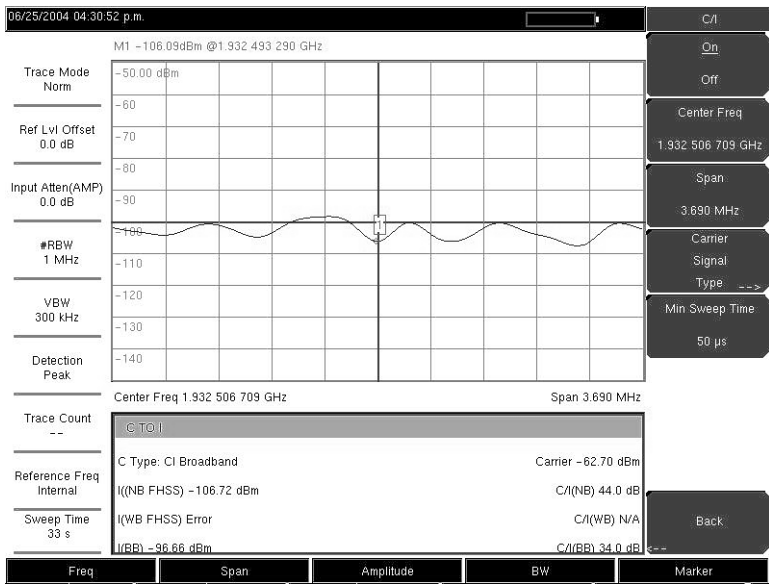 06/25/2004 04:30:52 p.m.
M1 -106.09dBm @1.932 493 290 GHz
Trace Mode
Norm
Ref Lvl Offset
0.0 dB
Input Atten(AMP)
0.0 dB
#RBW
1 MHz
VBW
300 kHz
Detection
Peak
Trace Count
--
Reference Freq
Internal
Sweep Time
33 s
-50.00 dBm
-60
-70
-80
-90
-100
-110
-120
-130
-140
1
Center Freq 1.932 506 709 GHz
Span 3.690 MHz
C TO I
C Type: CI Broadband
Carrier -62.70 dBm
I((NB FHSS) -106.72 dBm
C/I(NB) 44.0 dB
I(WB FHSS) Error
C/I(WB) N/A
I(BB) -96.66 dBm
C/I(BB) 34.0 dB
C/I
On
Off
Center Freq
1.932 506 709 GHz
Span
3.690 MHz
Carrier
Signal
Type -->
Min Sweep Time
50 µs
Back
<--
Freq
Span
Amplitude
BW
Marker